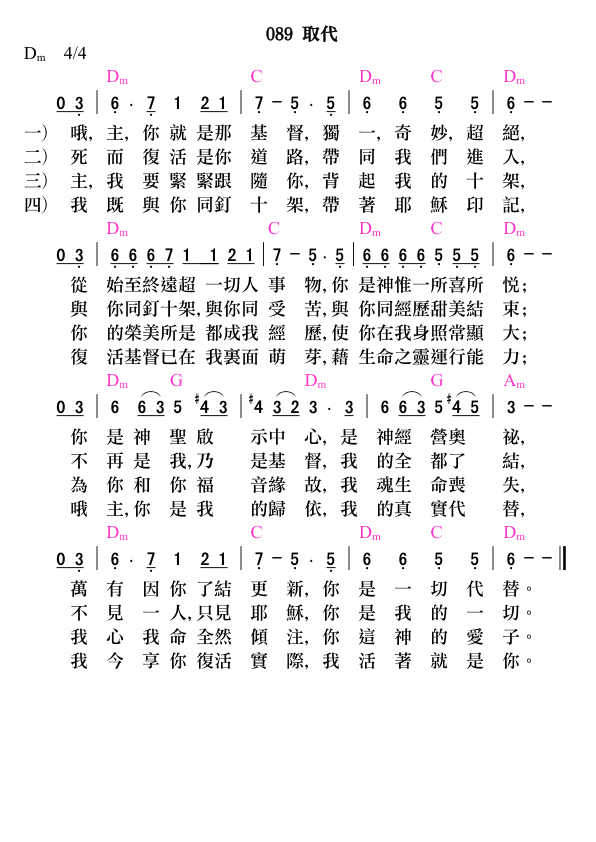 089 取代
Dm 4/4
Dm C Dm C Dm
0 3 | 6 · 7 1 2 1 | 7 − 5 · 5 | 6 6 5 5 | 6 − −
一） 哦, 主, 你 就 是那 基 督, 獨 一, 奇 妙, 超 絕,
二） 死 而 復 活 是你 道 路, 帶 同 我 們 進 入,
三） 主, 我 要 緊 緊跟 隨 你, 背 起 我 的 十 架,
四） 我 既 與 你 同釘 十 架, 帶 著 耶 穌 印 記,
Dm C Dm C Dm
0 3 | 6 6 6 7 1 1 1 2 1 | 7 − 5 · 5 | 6 6 6 6 5 5 5 | 6 − −
從 始至終遠超 一切人 事 物, 你 是神惟一所喜所 悅；
與 你同釘十架, 與你同 受 苦, 與 你同經歷甜美結 束；
你 的榮美所是 都成我 經 歷, 使 你在我身照常顯 大；
復 活基督已在 我裏面 萌 芽, 藉 生命之靈運行能 力；
Dm G Dm G Am
0 3 | 6 6 3 5 #4 3 | #4 3 2 3 · 3 | 6 6 3 5 #4 5 | 3 − −
你 是 神 聖 啟 示中 心, 是 神經 營奧 祕,
不 再 是 我, 乃 是基 督, 我 的全 都了 結,
為 你 和 你 福 音緣 故, 我 魂生 命喪 失,
哦 主, 你 是 我 的歸 依, 我 的真 實代 替,
Dm C Dm C Dm
0 3 | 6 · 7 1 2 1 | 7 − 5 · 5 | 6 6 5 5 | 6 − − ‖
萬 有 因 你 了結 更 新, 你 是 一 切 代 替。
不 見 一 人, 只見 耶 穌, 你 是 我 的 一 切。
我 心 我 命 全然 傾 注, 你 這 神 的 愛 子。
我 今 享 你 復活 實 際, 我 活 著 就 是 你。